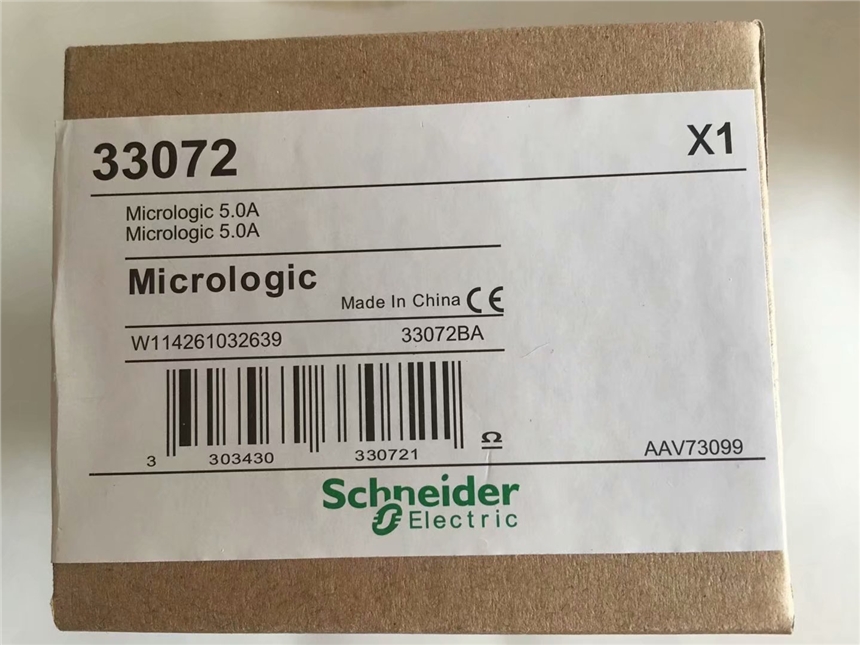 33072 X1
Micrologic 5.0A
Micrologic 5.0A
Micrologic
Made In China CE
W114261032639 33072BA
3 303430 330721 Ω
AAV73099
Schneider
Electric